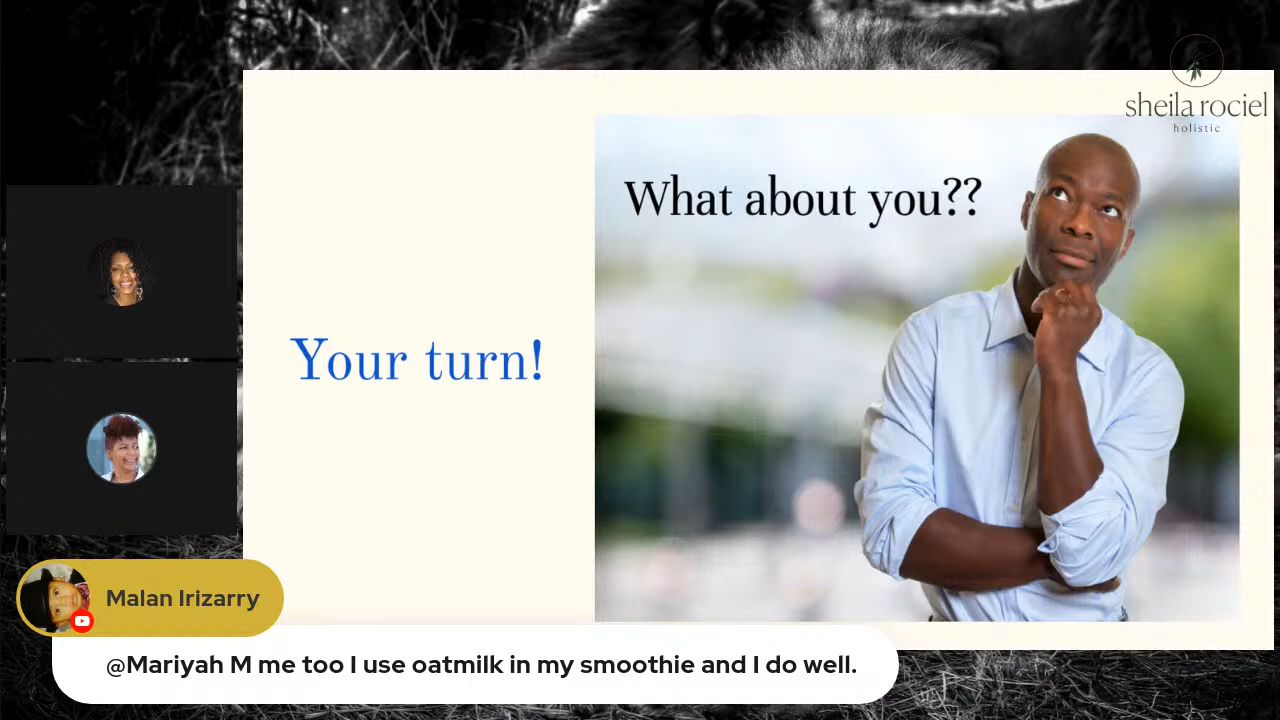 sheila rociel
holistic
What about you??
Your turn!
Malan Irizarry
@Mariyah M me too I use oatmilk in my smoothie and I do well.